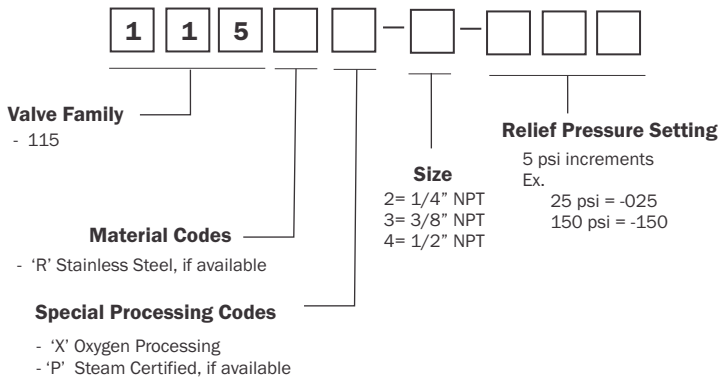 1 1 5 – –
Valve Family
- 115
Relief Pressure Setting
5 psi increments
Ex.
25 psi = -025
150 psi = -150
Size
2= 1/4” NPT
3= 3/8” NPT
4= 1/2” NPT
Material Codes
- ‘R’ Stainless Steel, if available
Special Processing Codes
- ‘X’ Oxygen Processing
- ‘P’ Steam Certified, if available